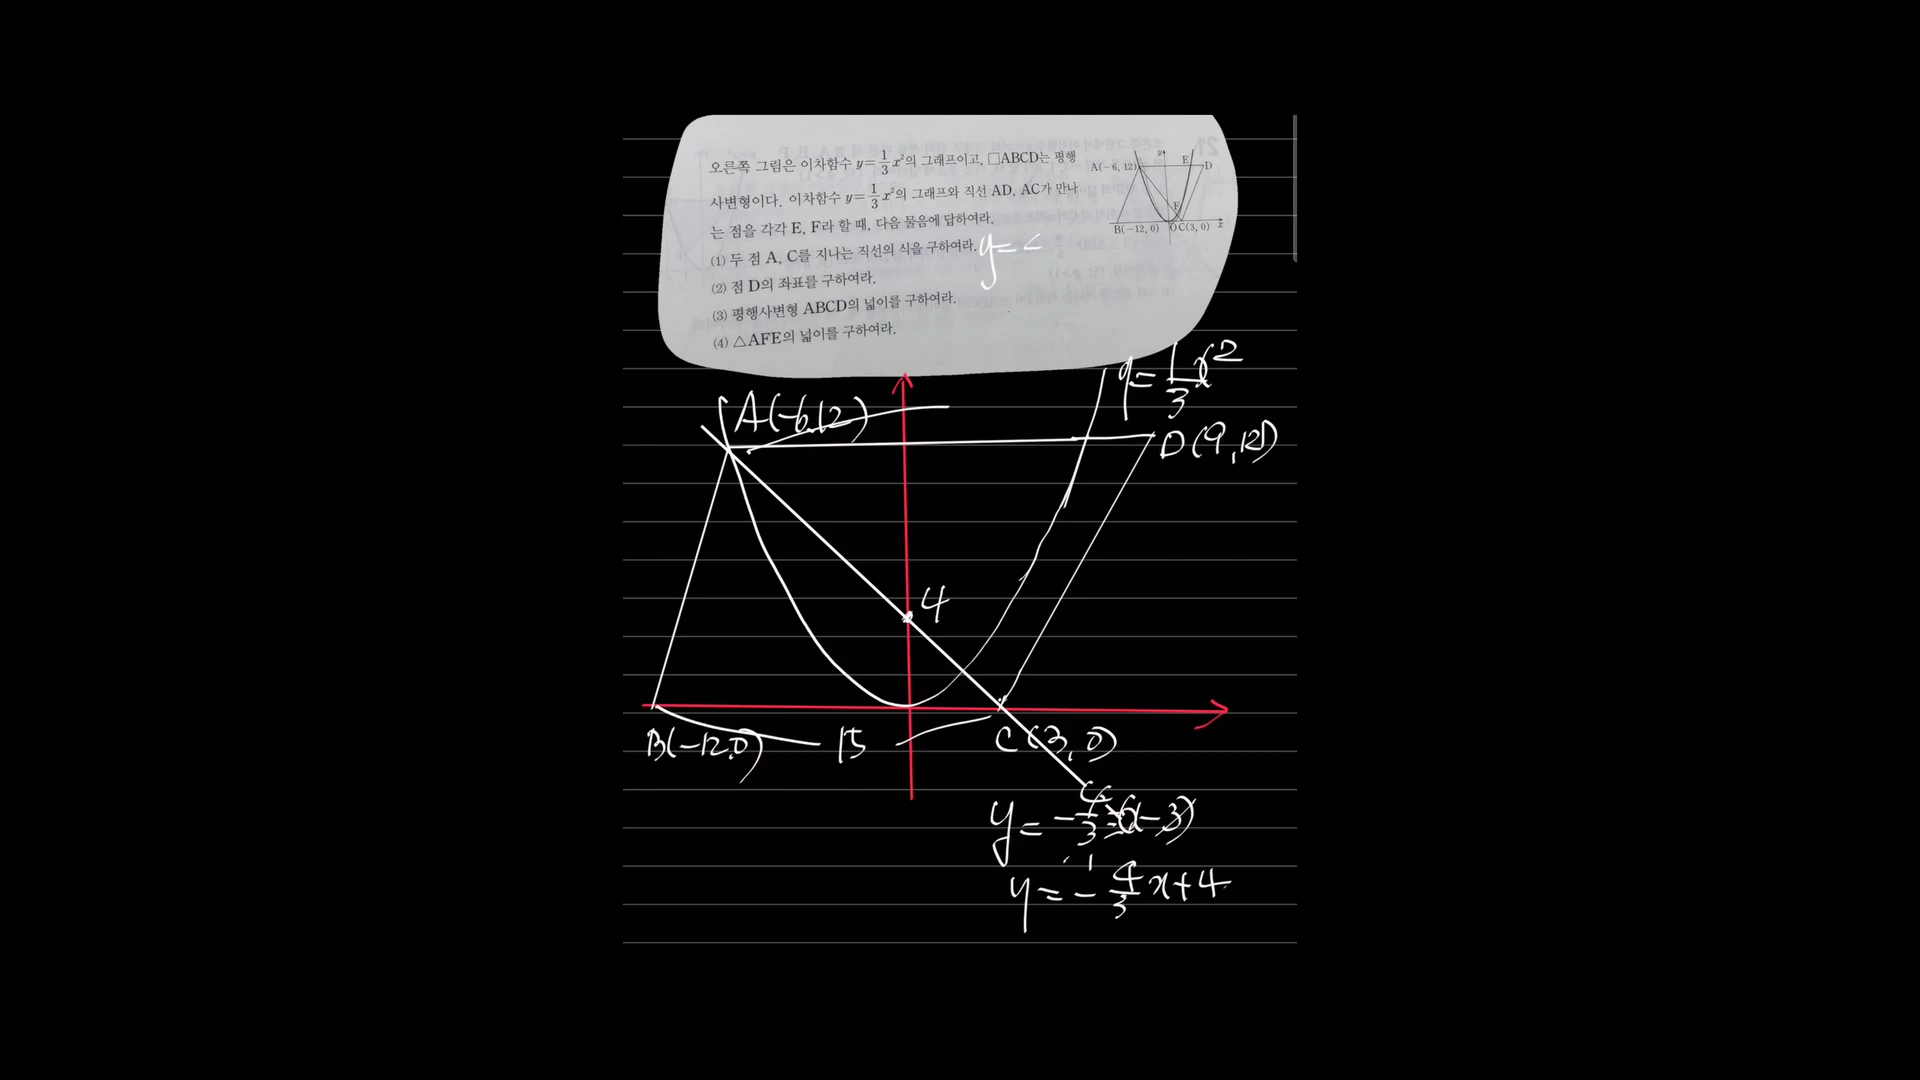 오른쪽 그림은 이차함수 y=1/3x²의 그래프이고, □ABCD는 평행
사변형이다. 이차함수 y=1/3x²의 그래프와 직선 AD, AC가 만나
는 점을 각각 E, F라 할 때, 다음 물음에 답하여라.
(1) 두 점 A, C를 지나는 직선의 식을 구하여라.
y=
(2) 점 D의 좌표를 구하여라.
(3) 평행사변형 ABCD의 넓이를 구하여라.
(4) △AFE의 넓이를 구하여라.
y
E
A(-6, 12)
D
F
B(-12, 0)
O
C(3, 0)
x
y=1/3x²
A(-6,12)
D(9,12)
4
B(-12,0)
15
C(3,0)
y=-4/3(x-3)
y=-4/3x+4